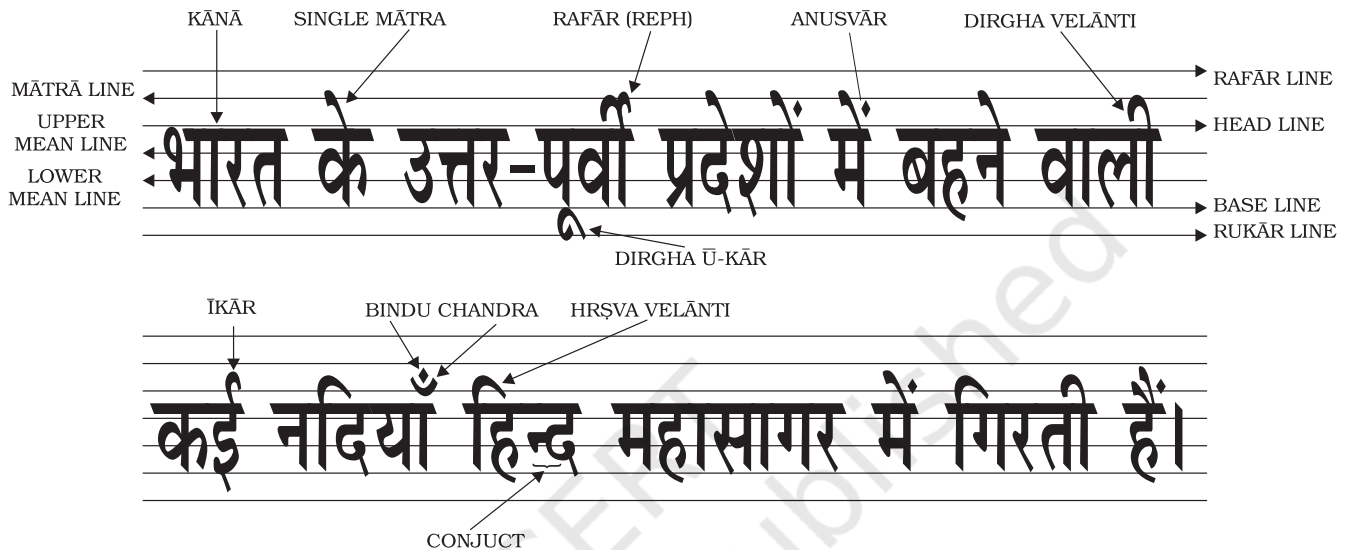 KĀNĀ SINGLE MĀTRA RAFĀR (REPH) ANUSVĀR DIRGHA VELĀNTI
MĀTRĀ LINE
UPPER
MEAN LINE
LOWER
MEAN LINE
भारत के उत्तर-पूर्वी प्रदेशों में बहने वाली
RAFĀR LINE
HEAD LINE
BASE LINE
RUKĀR LINE
DIRGHA Ū-KĀR
ĪKĀR BINDU CHANDRA HRṢVA VELĀNTI
कई नदियाँ हिन्द महासागर में गिरती हैं।
CONJUCT